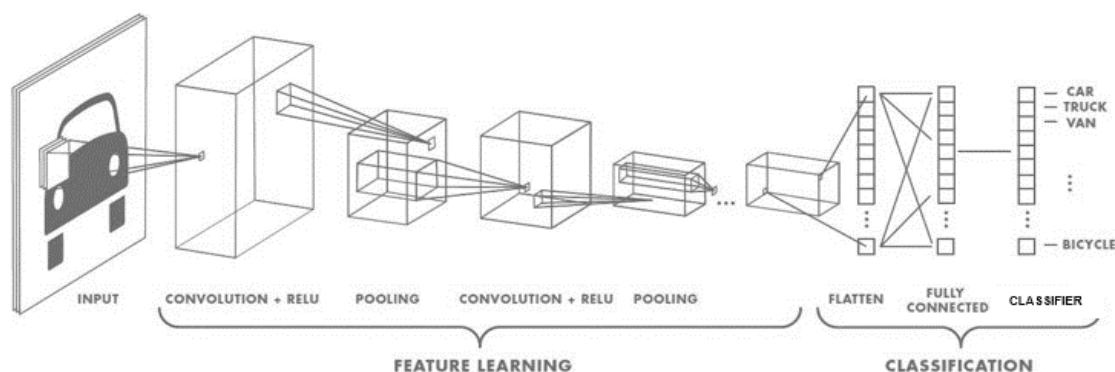 CAR
TRUCK
VAN
BICYCLE
INPUT
CONVOLUTION + RELU
POOLING
CONVOLUTION + RELU
POOLING
FLATTEN
FULLY
CONNECTED
CLASSIFIER
FEATURE LEARNING
CLASSIFICATION